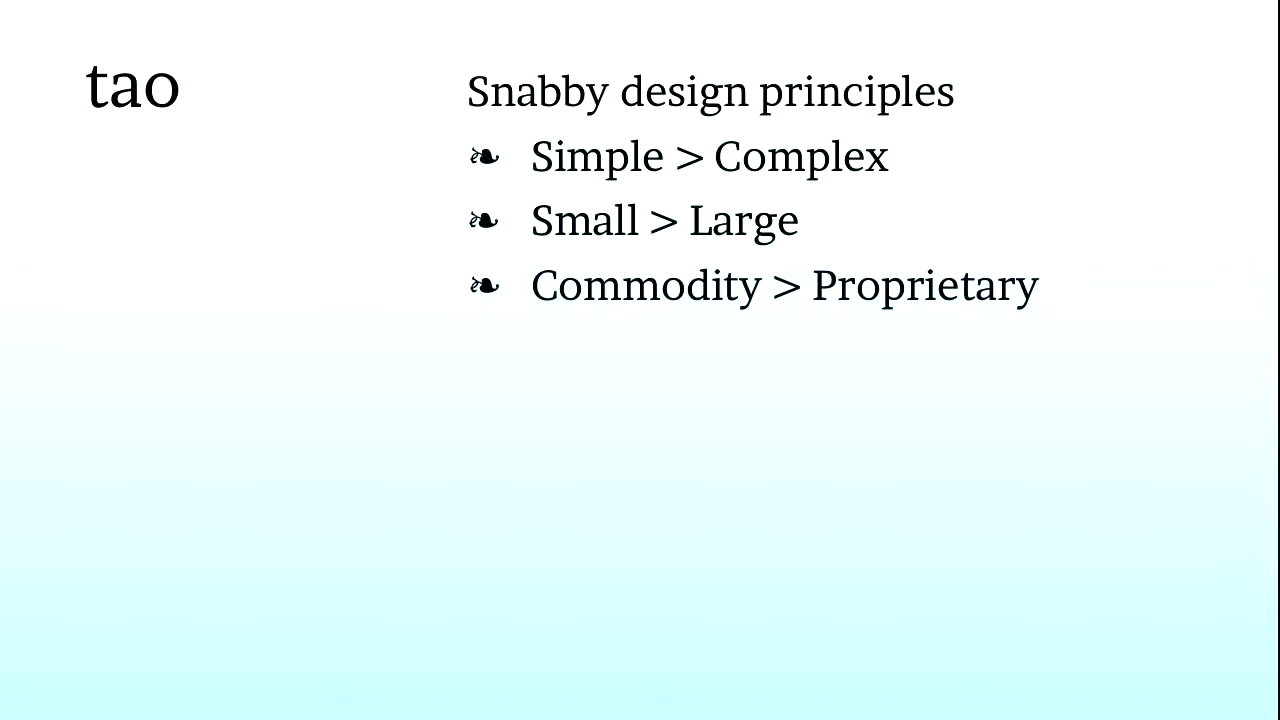 tao
Snabby design principles
❧ Simple > Complex
❧ Small > Large
❧ Commodity > Proprietary